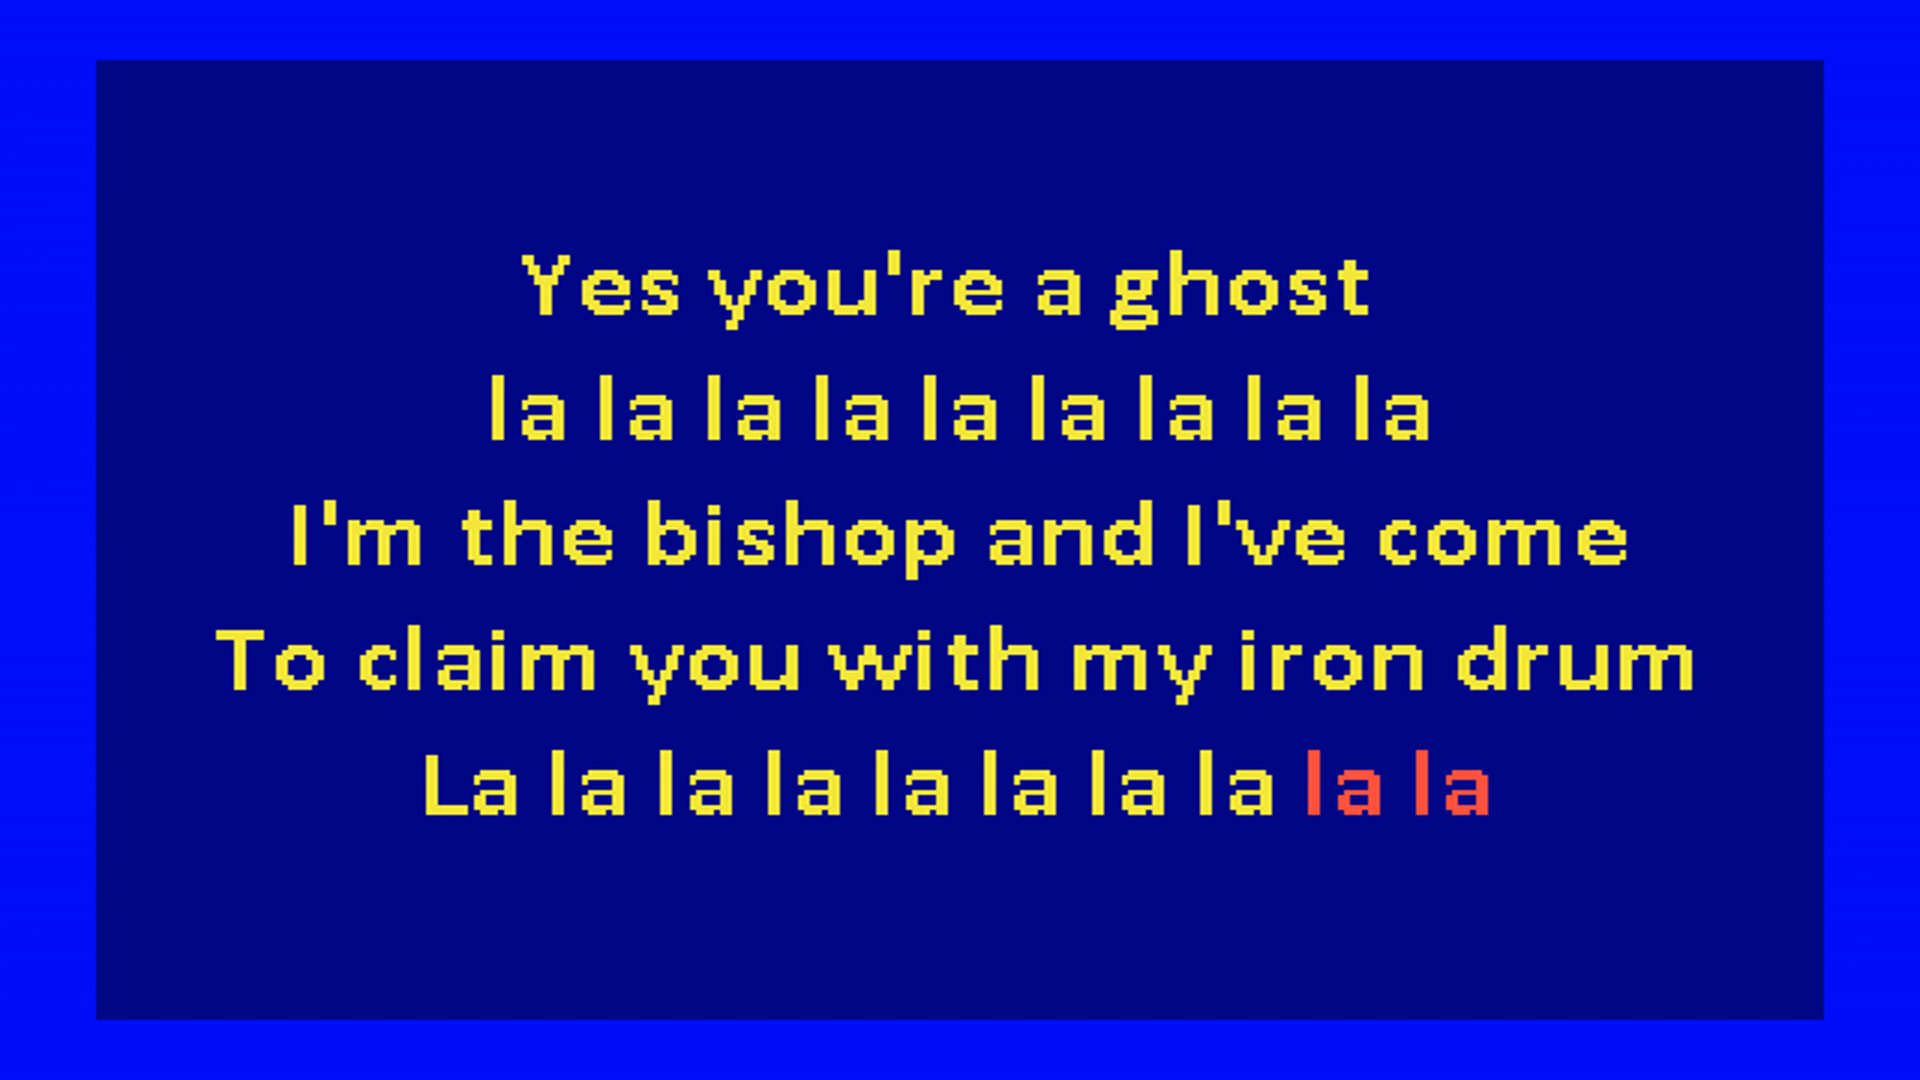 Yes you're a ghost
la la la la la la la la la
I'm the bishop and I've come
To claim you with my iron drum
La la la la la la la la la la